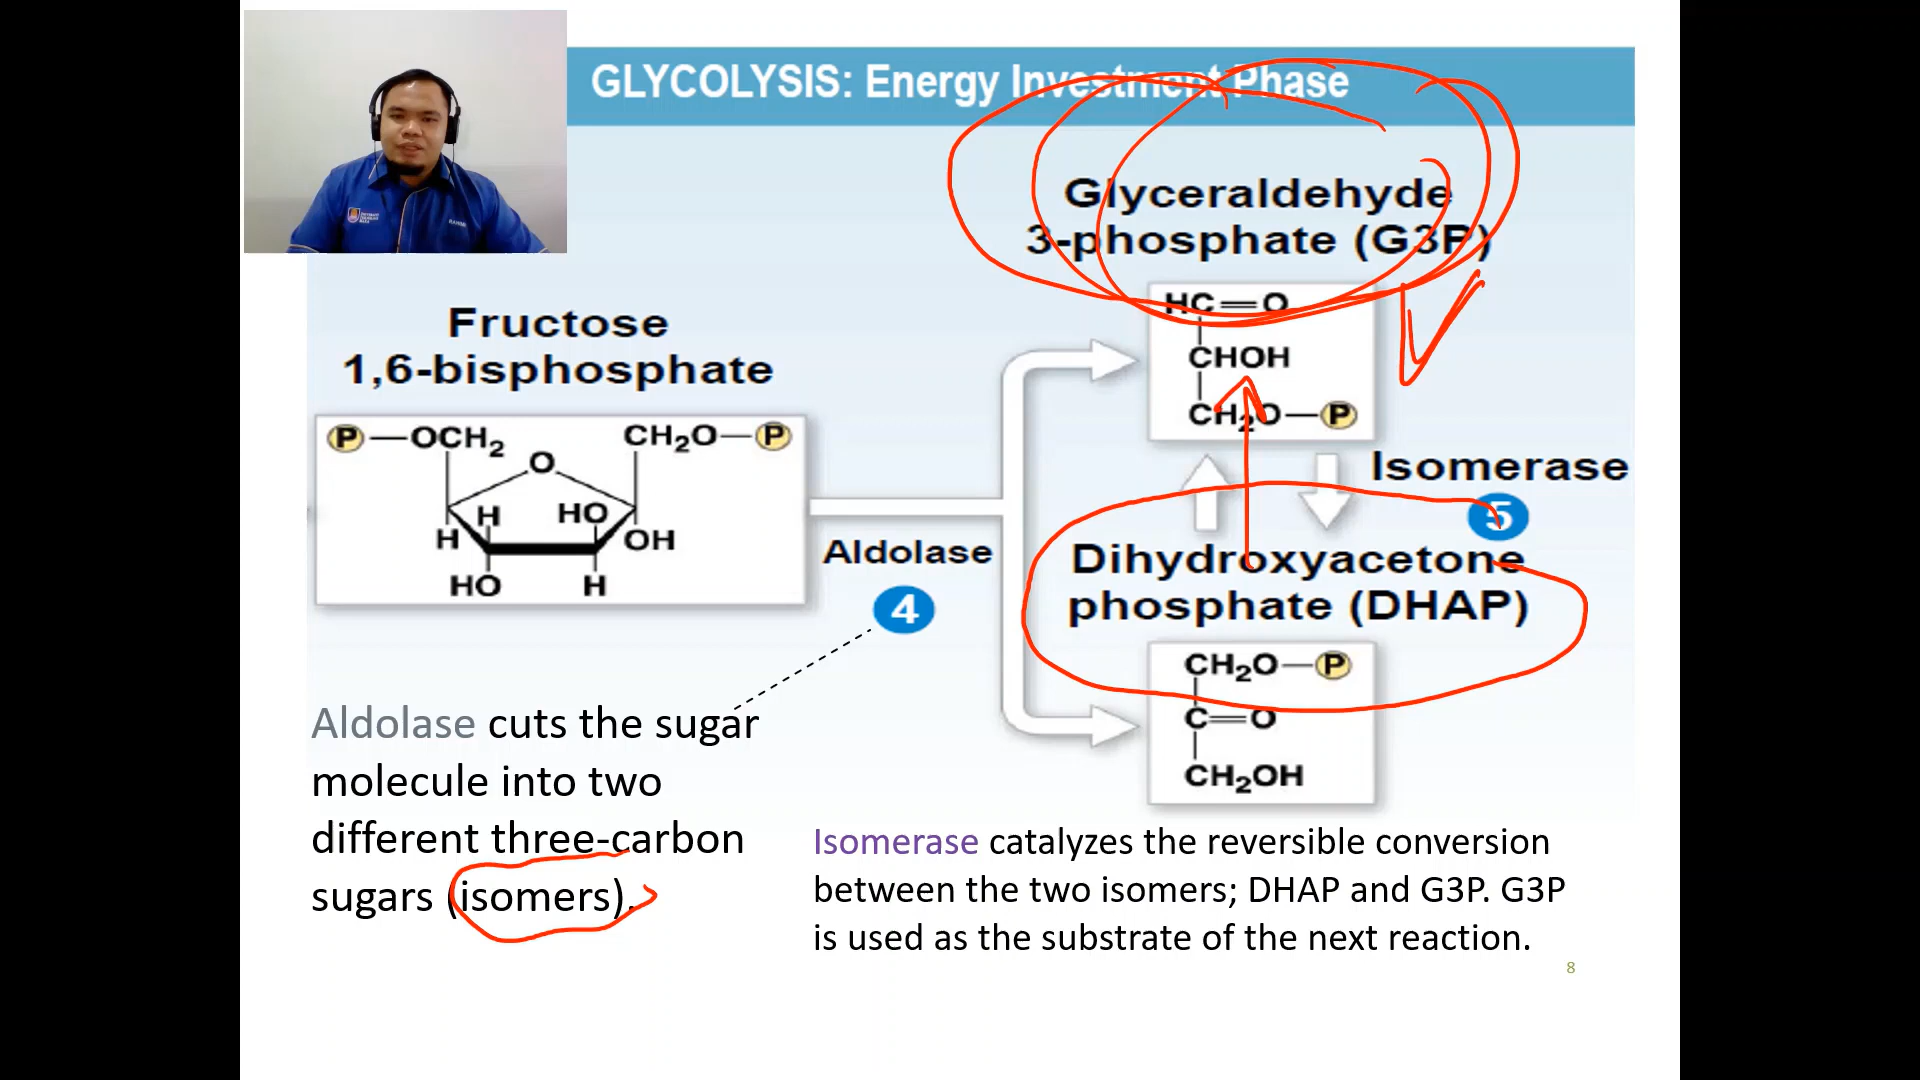 GLYCOLYSIS: Energy Investment Phase
Glyceraldehyde
3-phosphate (G3P)
HC=O
CHOH
CH₂O—P
Fructose
1,6-bisphosphate
P—OCH₂
CH₂O—P
O
H
HO
H
OH
HO
H
Aldolase
4
Isomerase
5
Dihydroxyacetone
phosphate (DHAP)
CH₂O—P
C=O
CH₂OH
Aldolase cuts the sugar
molecule into two
different three-carbon
sugars (isomers).
Isomerase catalyzes the reversible conversion
between the two isomers; DHAP and G3P. G3P
is used as the substrate of the next reaction.
8